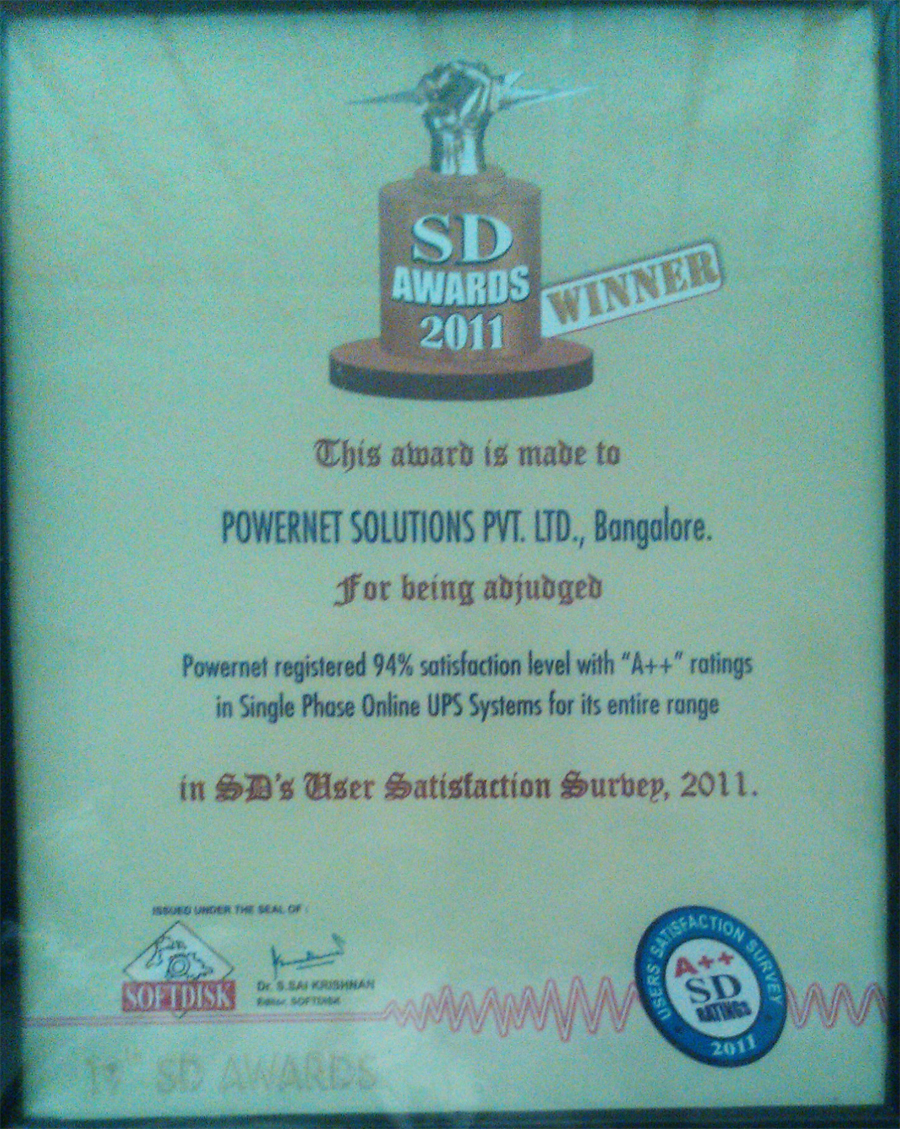 SD
AWARDS
2011
WINNER
This award is made to
POWERNET SOLUTIONS PVT. LTD., Bangalore.
For being adjudged
Powernet registered 94% satisfaction level with “A++” ratings
in Single Phase Online UPS Systems for its entire range
in SD's User Satisfaction Survey, 2011.
ISSUED UNDER THE SEAL OF :
SOFTDISK
Dr. S.SAI KRISHNAN
Editor, SOFTDISK
USERS' SATISFACTION SURVEY
A++
SD
RATINGS
2011
SD AWARDS